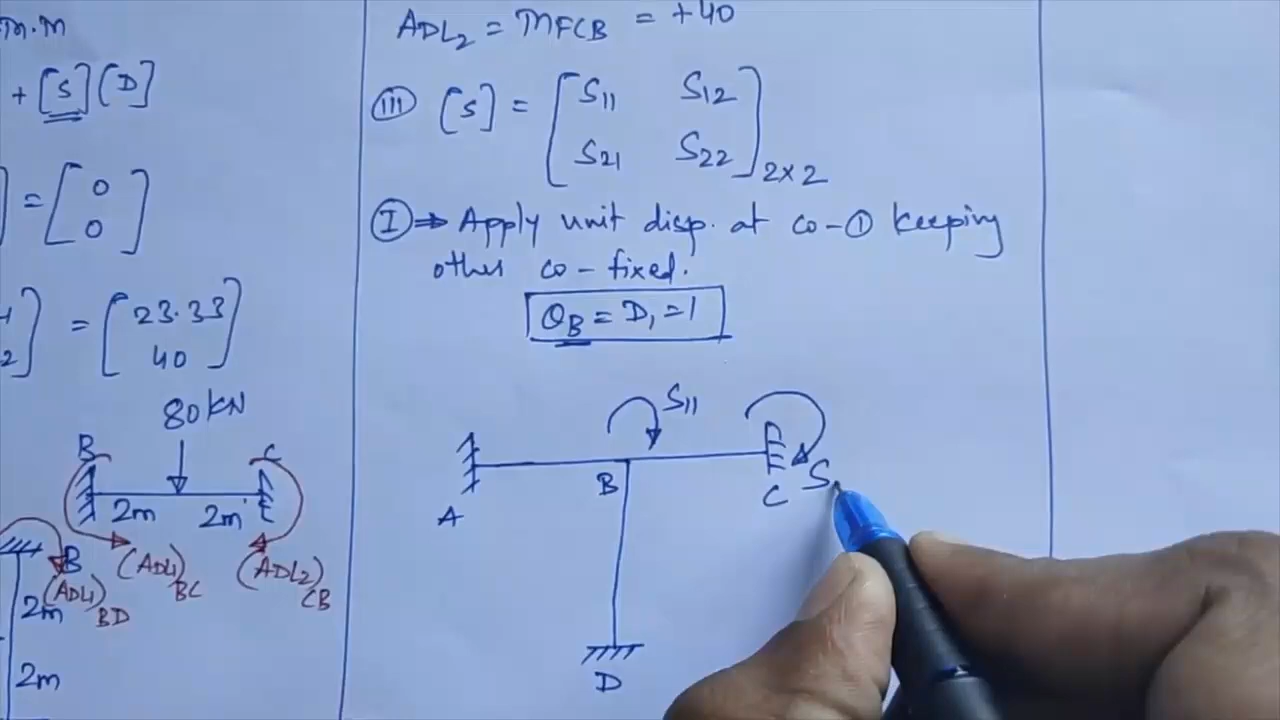 m.m
+ [S] [D]
] = [ 0
0 ]
] = [ 23.33
2 40 ]
80 kN
B C
2m 2m
B
(ADL1)BD (ADL1)BC (ADL2)CB
2m
2m
ADL2 = MFCB = +40
III [S] = [ S11 S12
S21 S22 ] 2×2
I ⇒ Apply unit disp. at co-① keeping
other co-fixed.
θB = D1 = 1
S11
A B C S
D